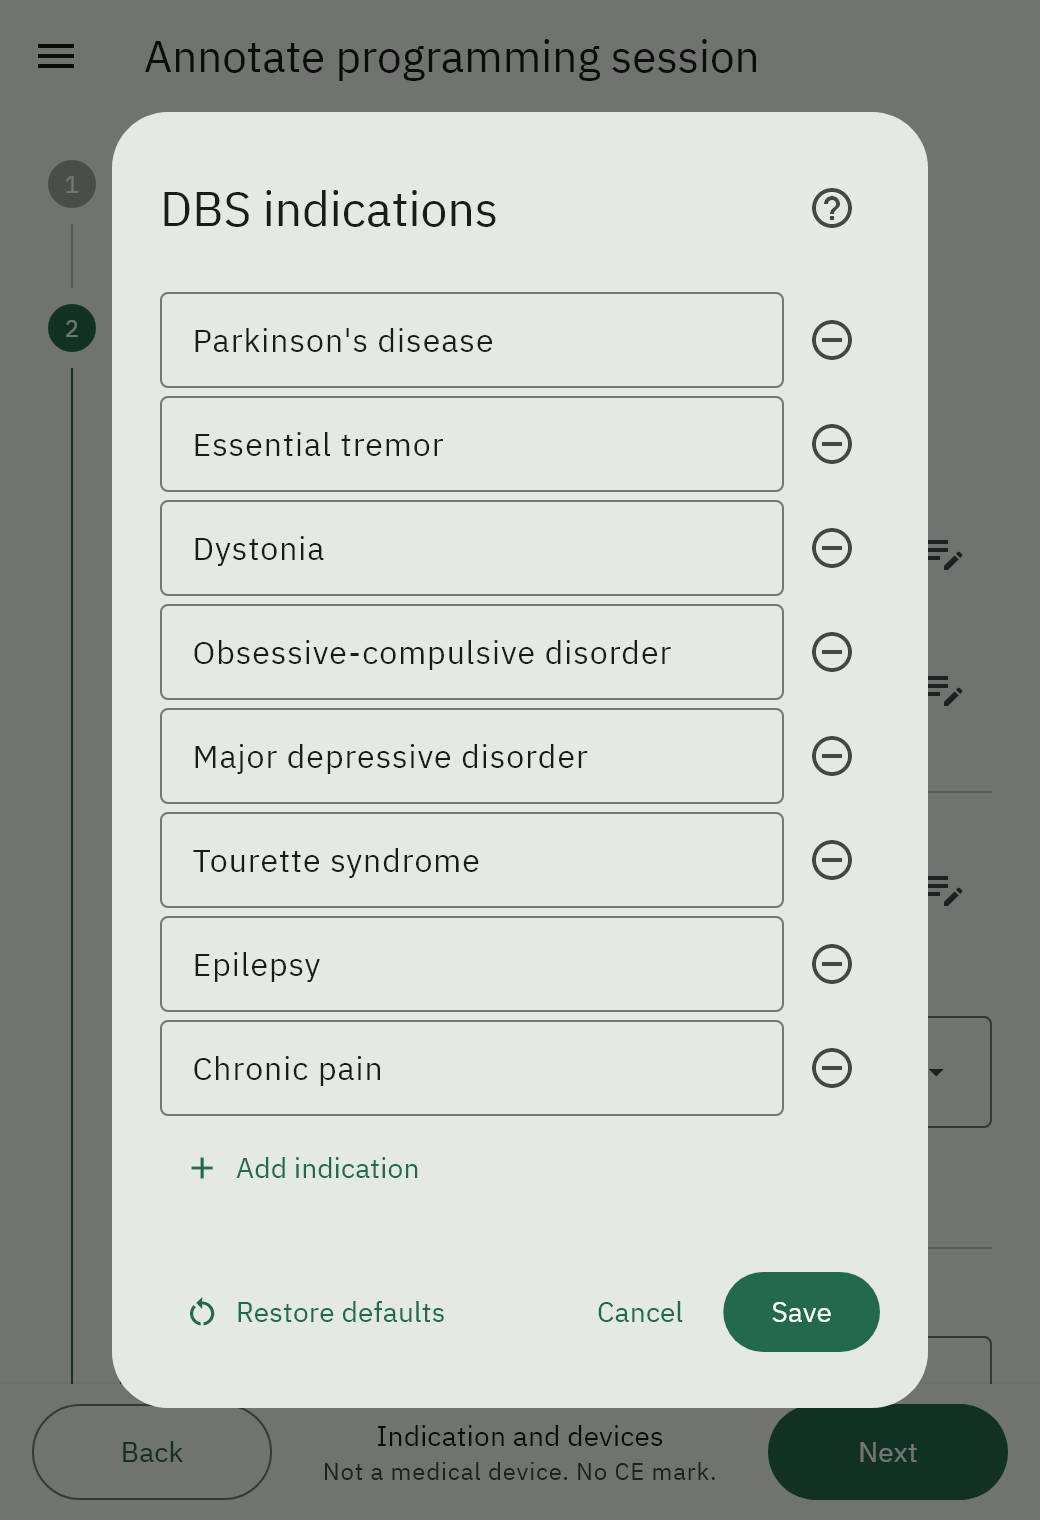 Annotate programming session
1
DBS indications
2
Parkinson's disease
Essential tremor
Dystonia
Obsessive-compulsive disorder
Major depressive disorder
Tourette syndrome
Epilepsy
Chronic pain
Add indication
Restore defaults
Cancel
Save
Back
Indication and devices
Not a medical device. No CE mark.
Next